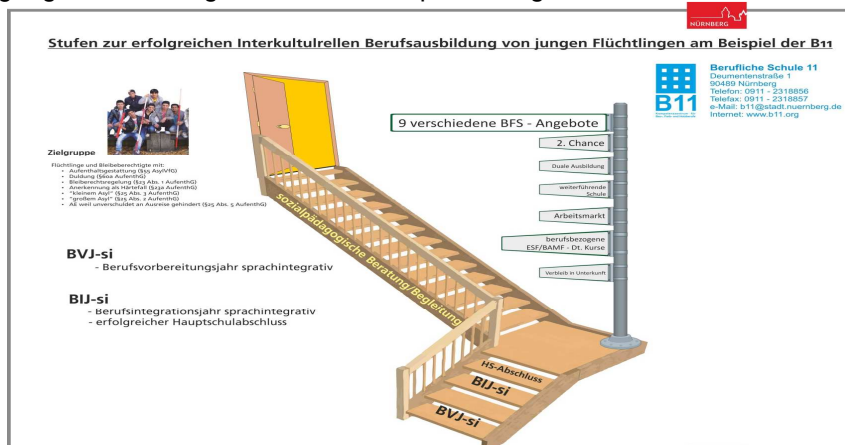 NÜRNBERG
Stufen zur erfolgreichen Interkultulrellen Berufsausbildung von jungen Flüchtlingen am Beispiel der B11
B11
Berufliche Schule 11
Deumentenstraße 1
90489 Nürnberg
Telefon: 0911 - 2318856
Telefax: 0911 - 2318857
e-Mail: b11@stadt.nuernberg.de
Internet: www.b11.org
Zielgruppe
Flüchtlinge und Bleibeberechtigte mit:
• Aufenthaltsgestattung (§55 AsylVfG)
• Duldung (§60a AufenthG)
• Bleiberechtsregelung (§23 Abs. 1 AufenthG)
• Anerkennung als Härtefall (§23a AufenthG)
• "kleinem Asyl" (§25 Abs. 3 AufenthG)
• "großem Asyl" (§25 Abs. 2 AufenthG)
• AE weil unverschuldet an Ausreise gehindert (§25 Abs. 5 AufenthG)
BVJ-si
- Berufsvorbereitungsjahr sprachintegrativ
BIJ-si
- Berufsintegrationsjahr sprachintegrativ
- erfolgreicher Hauptschulabschluss
sozialpädagogische Beratung/Begleitung
9 verschiedene BFS - Angebote
2. Chance
Duale Ausbildung
weiterführende
Schule
Arbeitsmarkt
berufsbezogene
ESF/BAMF - Dt. Kurse
Verbleib in Unterkunft
HS-Abschluss
BIJ-si
BVJ-si